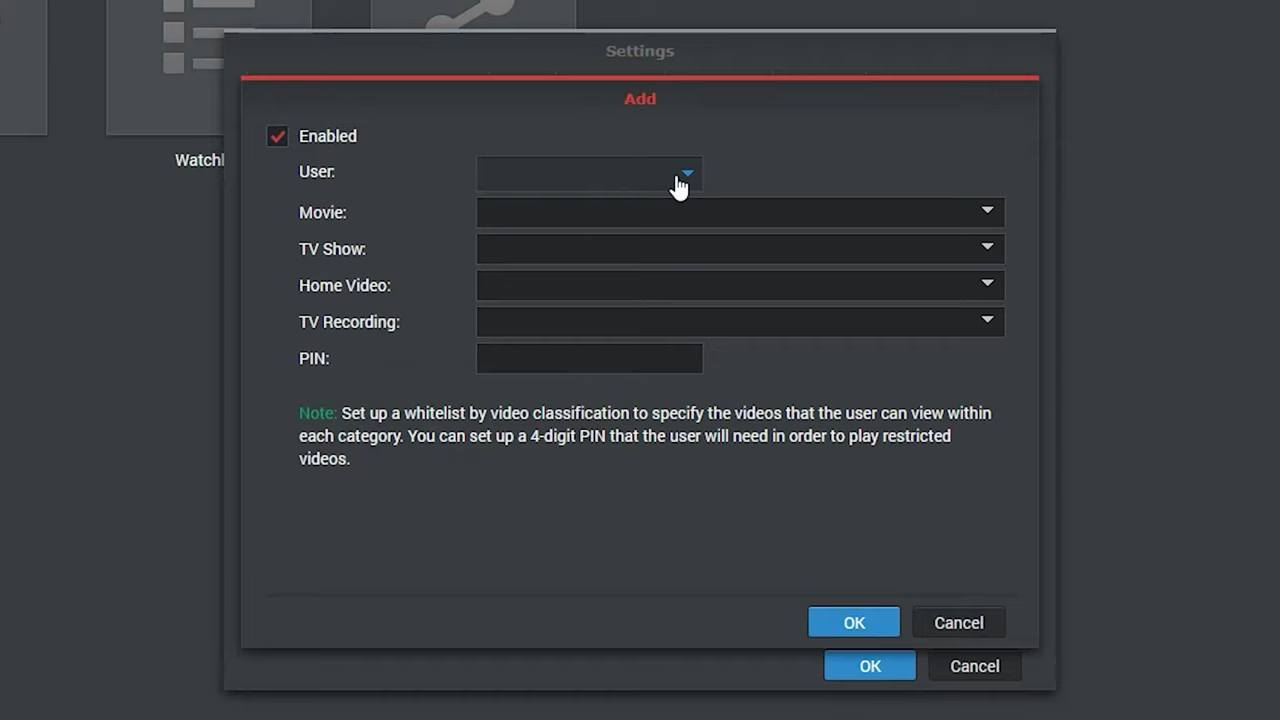 Settings
Add
Enabled
Watchl
User:
Movie:
TV Show:
Home Video:
TV Recording:
PIN:
Note: Set up a whitelist by video classification to specify the videos that the user can view within
each category. You can set up a 4-digit PIN that the user will need in order to play restricted
videos.
OK Cancel
OK Cancel